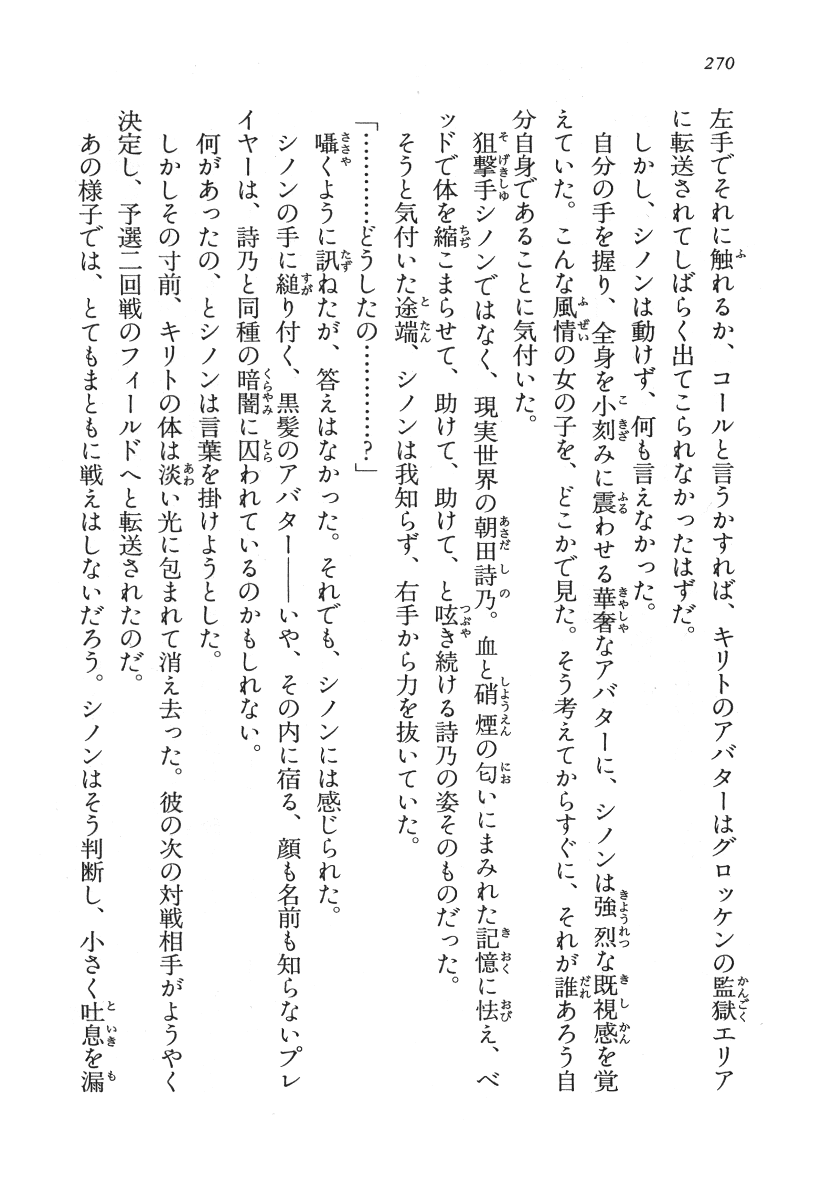 270
左手でそれに触れるか、コールと言うかすれば、キリトのアバターはグロッケンの監獄エリア
に転送されてしばらく出てこられなかったはずだ。
しかし、シノンは動けず、何も言えなかった。
自分の手を握り、全身を小刻みに震わせる華奢なアバターに、シノンは強烈な既視感を覚
えていた。こんな風情の女の子を、どこかで見た。そう考えてからすぐに、それが誰あろう自
分自身であることに気付いた。
狙撃手シノンではなく、現実世界の朝田詩乃。血と硝煙の匂いにまみれた記憶に怯え、ベ
ッドで体を縮こまらせて、助けて、助けて、と呟き続ける詩乃の姿そのものだった。
そうと気付いた途端、シノンは我知らず、右手から力を抜いていた。
「…………どうしたの…………?」
囁くように訊ねたが、答えはなかった。それでも、シノンには感じられた。
シノンの手に縋り付く、黒髪のアバター――いや、その内に宿る、顔も名前も知らないプレ
イヤーは、詩乃と同種の暗闇に囚われているのかもしれない。
何があったの、とシノンは言葉を掛けようとした。
しかしその寸前、キリトの体は淡い光に包まれて消え去った。彼の次の対戦相手がようやく
決定し、予選二回戦のフィールドへと転送されたのだ。
あの様子では、とてもまともに戦えはしないだろう。シノンはそう判断し、小さく吐息を漏